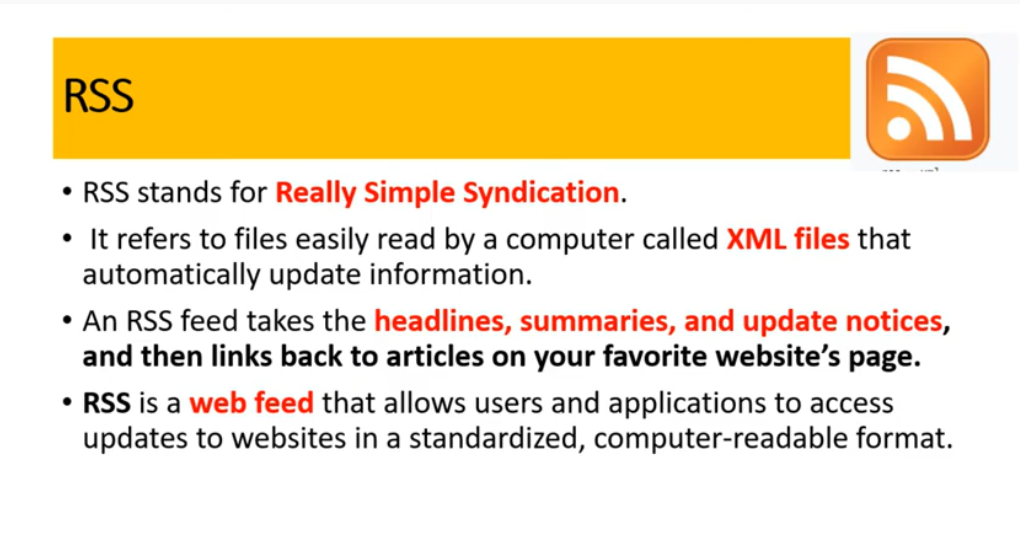 RSS
• RSS stands for Really Simple Syndication.
• It refers to files easily read by a computer called XML files that
automatically update information.
• An RSS feed takes the headlines, summaries, and update notices,
and then links back to articles on your favorite website’s page.
• RSS is a web feed that allows users and applications to access
updates to websites in a standardized, computer-readable format.